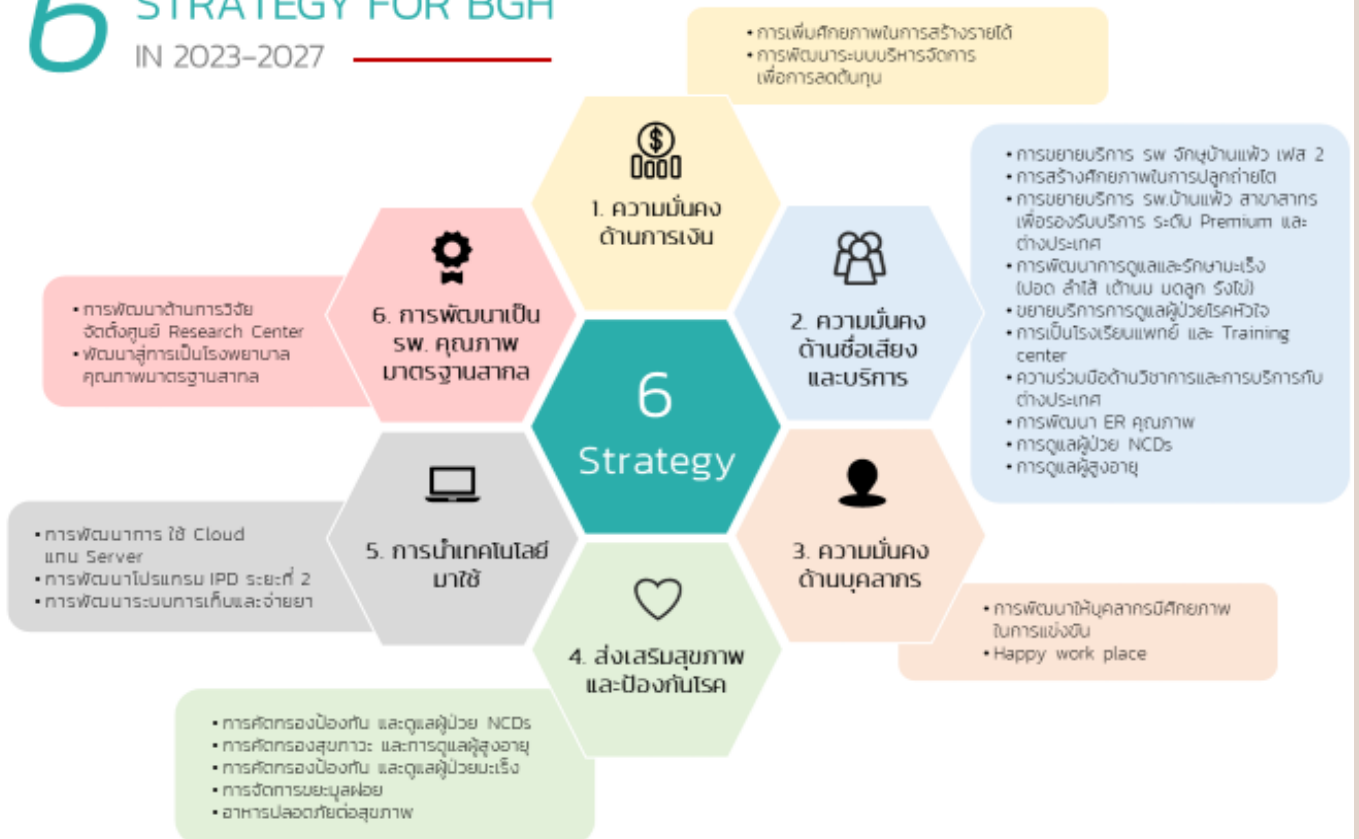 6 STRATEGY FOR BGH
IN 2023-2027
• การเพิ่มศักยภาพในการสร้างรายได้
• การพัฒนาระบบบริหารจัดการ
เพื่อการลดต้นทุน
1. ความมั่นคง
ด้านการเงิน
• การขยายบริการ รพ จักษุบ้านแพ้ว เฟส 2
• การสร้างศักยภาพในการปลูกถ่ายไต
• การขยายบริการ รพ.บ้านแพ้ว สาขาสาทร
เพื่อรองรับบริการ ระดับ Premium และ
ต่างประเทศ
• การพัฒนาการดูแลและรักษามะเร็ง
(ปอด ลำไส้ เต้านม มดลูก รังไข่)
• ขยายบริการการดูแลผู้ป่วยโรคหัวใจ
• การเป็นโรงเรียนแพทย์ และ Training
center
• ความร่วมมือด้านวิชาการและการบริการกับ
ต่างประเทศ
• การพัฒนา ER คุณภาพ
• การดูแลผู้ป่วย NCDs
• การดูแลผู้สูงอายุ
2. ความมั่นคง
ด้านชื่อเสียง
และบริการ
6. การพัฒนาเป็น
รพ. คุณภาพ
มาตรฐานสากล
• การพัฒนาด้านการวิจัย
จัดตั้งศูนย์ Research Center
• พัฒนาสู่การเป็นโรงพยาบาล
คุณภาพมาตรฐานสากล
6
Strategy
5. การนำเทคโนโลยี
มาใช้
• การพัฒนาการ ใช้ Cloud
แทน Server
• การพัฒนาโปรแกรม IPD ระยะที่ 2
• การพัฒนาระบบการเก็บและจ่ายยา
3. ความมั่นคง
ด้านบุคลากร
• การพัฒนาให้บุคลากรมีศักยภาพ
ในการแข่งขัน
• Happy work place
4. ส่งเสริมสุขภาพ
และป้องกันโรค
• การคัดกรองป้องกัน และดูแลผู้ป่วย NCDs
• การคัดกรองสุขภาวะ และการดูแลผู้สูงอายุ
• การคัดกรองป้องกัน และดูแลผู้ป่วยมะเร็ง
• การจัดการขยะมูลฝอย
• อาหารปลอดภัยต่อสุขภาพ